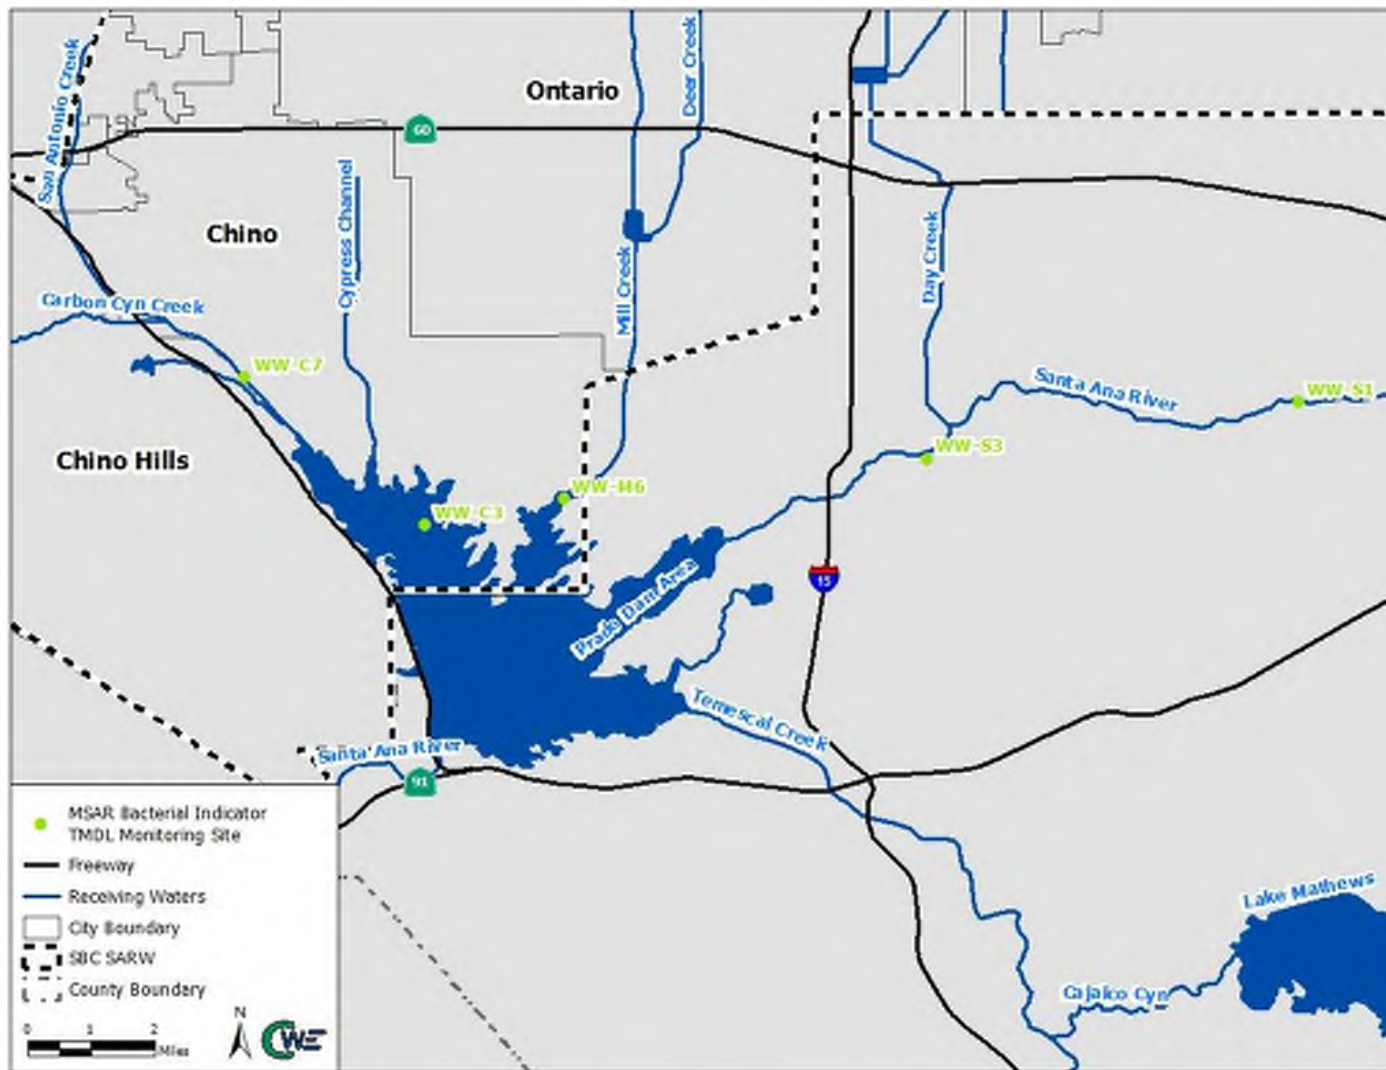 San Antonio Creek
Deer Creek
Ontario
60
Cypress Channel
Chino
Day Creek
Mill Creek
Carbon Cyn Creek
WW-C7
Santa Ana River
WW-S1
Chino Hills
WW-S3
WW-M6
WW-C3
15
Prado Dam Area
Temescal Creek
Santa Ana River
91
MSAR Bacterial Indicator
TMDL Monitoring Site
Freeway
Receiving Waters
City Boundary
SBC SARW
County Boundary
N
0 1 2
Miles
CWE
Lake Mathews
Cajalco Cyn